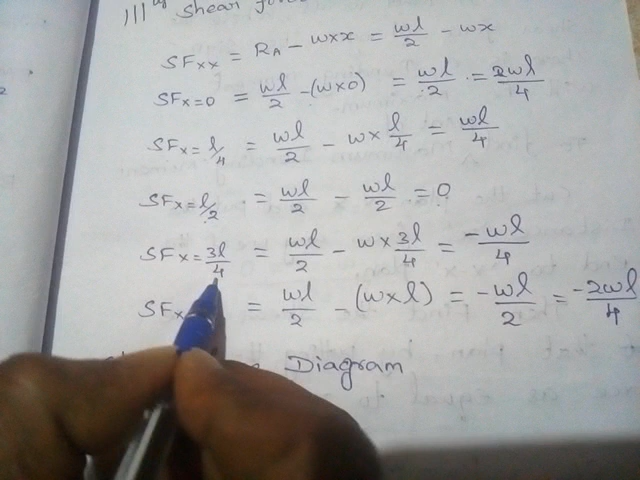 IIIly Shear
SFxx = RA - w×x = wl/2 - wx
SFx=0 = wl/2 - (w×0) = wl/2 = 2wl/4
SFx=l/4 = wl/2 - w×l/4 = wl/4
SFx=l/2 = wl/2 - wl/2 = 0
SFx=3l/4 = wl/2 - w×3l/4 = -wl/4
SFx = wl/2 - (w×l) = -wl/2 = -2wl/4
Diagram